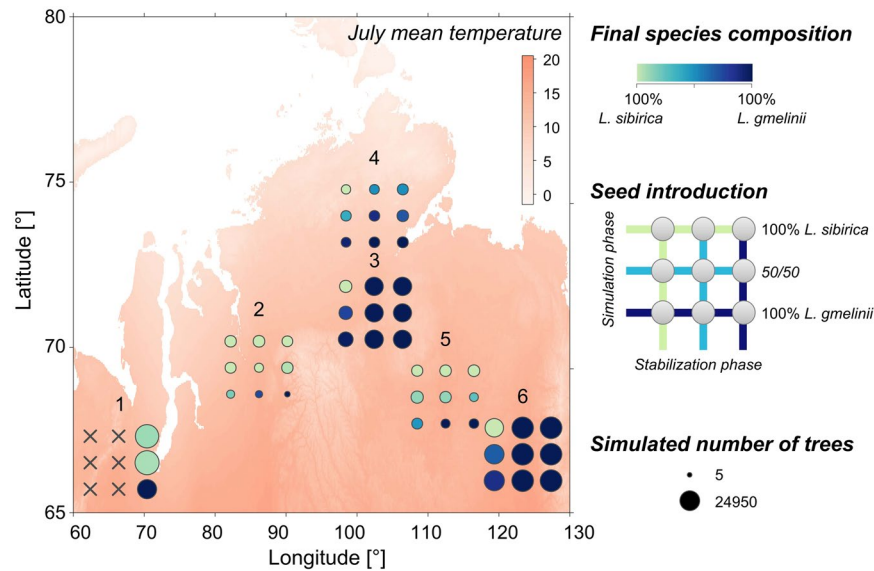 80
75
70
65
Latitude [°]
60
70
80
90
100
110
120
130
Longitude [°]
July mean temperature
20
15
10
5
0
1
2
3
4
5
6
Final species composition
100% 100%
L. sibirica L. gmelinii
Seed introduction
Simulation phase
100% L. sibirica
50/50
100% L. gmelinii
Stabilization phase
Simulated number of trees
5
24950